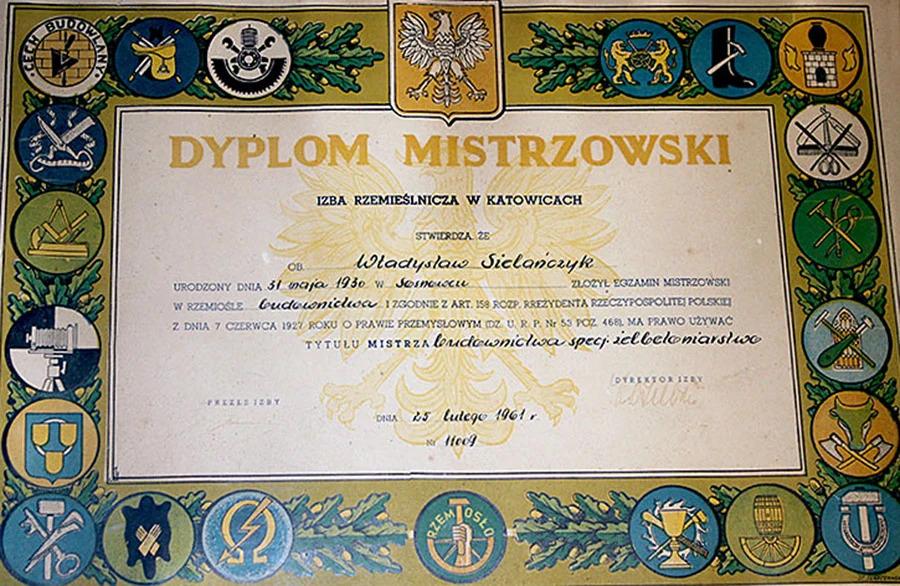 CECH BUDOWLANY
DYPLOM MISTRZOWSKI
IZBA RZEMIEŚLNICZA W KATOWICACH
STWIERDZA, ŻE
OB. Władysław Sielańczyk
URODZONY DNIA 31 maja 1930 W Sosnowcu ZŁOŻYŁ EGZAMIN MISTRZOWSKI
W RZEMIOŚLE budownictwa I ZGODNIE Z ART. 158 ROZP. RREZYDENTA RZECZYPOSPOLITEJ POLSKIEJ
Z DNIA 7 CZERWCA 1927 ROKU O PRAWIE PRZEMYSŁOWYM (DZ. U. R. P. Nr 53 POZ. 468), MA PRAWO UŻYWAĆ
TYTUŁU MISTRZA budownictwa specj. żelbetoniarstwo
DYREKTOR IZBY
PREZES IZBY
DNIA 25 lutego 1961 r
Nr 11009
RZEMIOSŁO